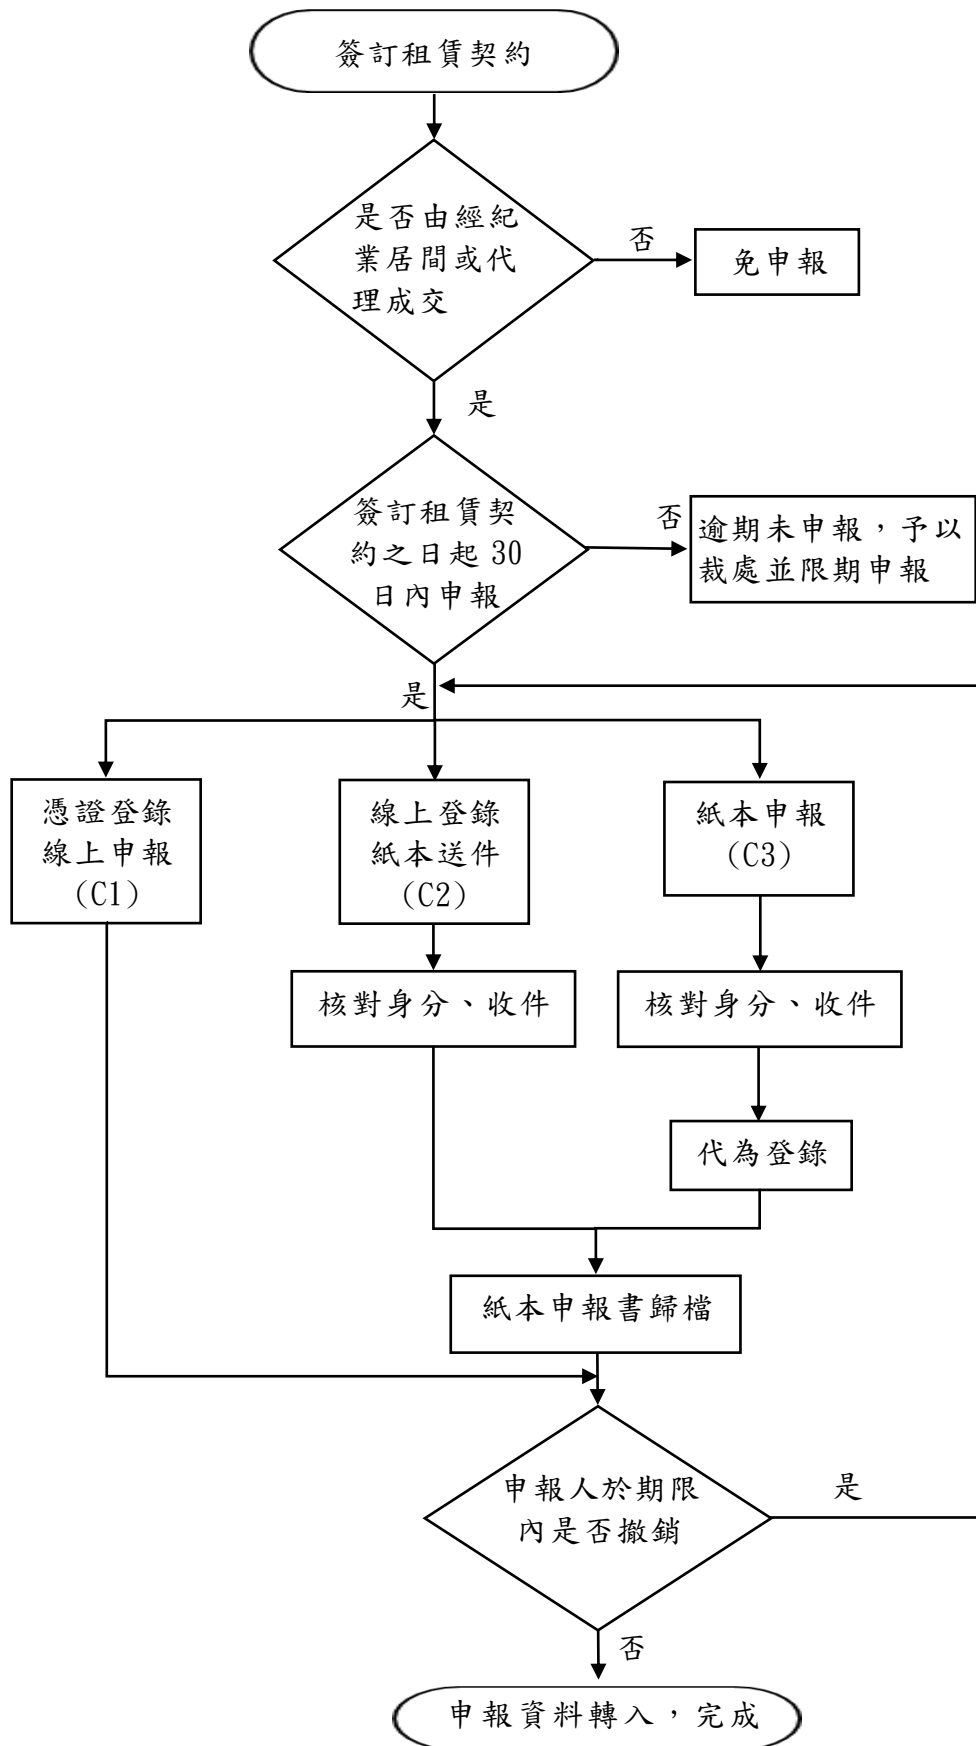 簽訂租賃契約
是否由經紀
業居間或代
理成交
否
免申報
是
簽訂租賃契
約之日起 30
日內申報
否
逾期未申報，予以
裁處並限期申報
是
憑證登錄
線上申報
(C1)
線上登錄
紙本送件
(C2)
紙本申報
(C3)
核對身分、收件
核對身分、收件
代為登錄
紙本申報書歸檔
申報人於期限
內是否撤銷
是
否
申報資料轉入，完成